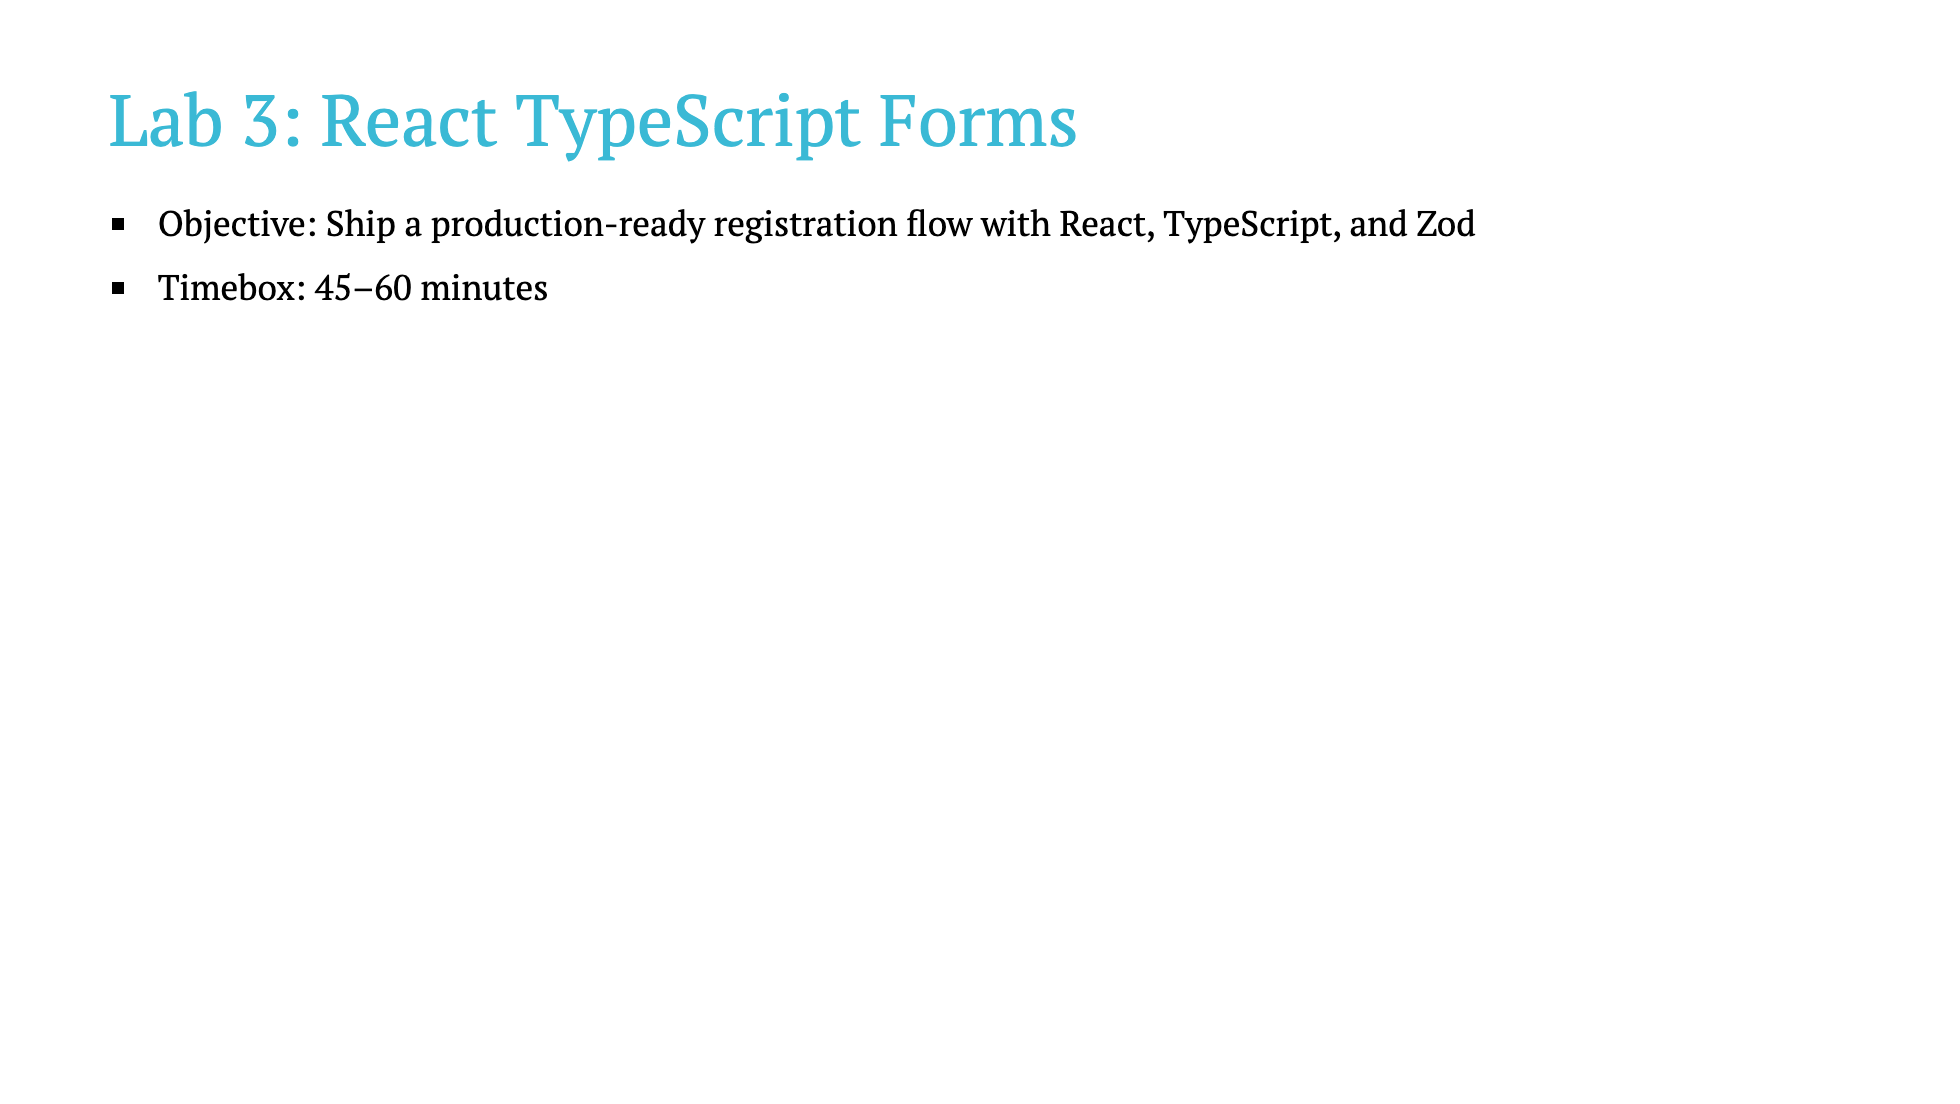 Lab 3: React TypeScript Forms
▪ Objective: Ship a production-ready registration flow with React, TypeScript, and Zod
▪ Timebox: 45–60 minutes